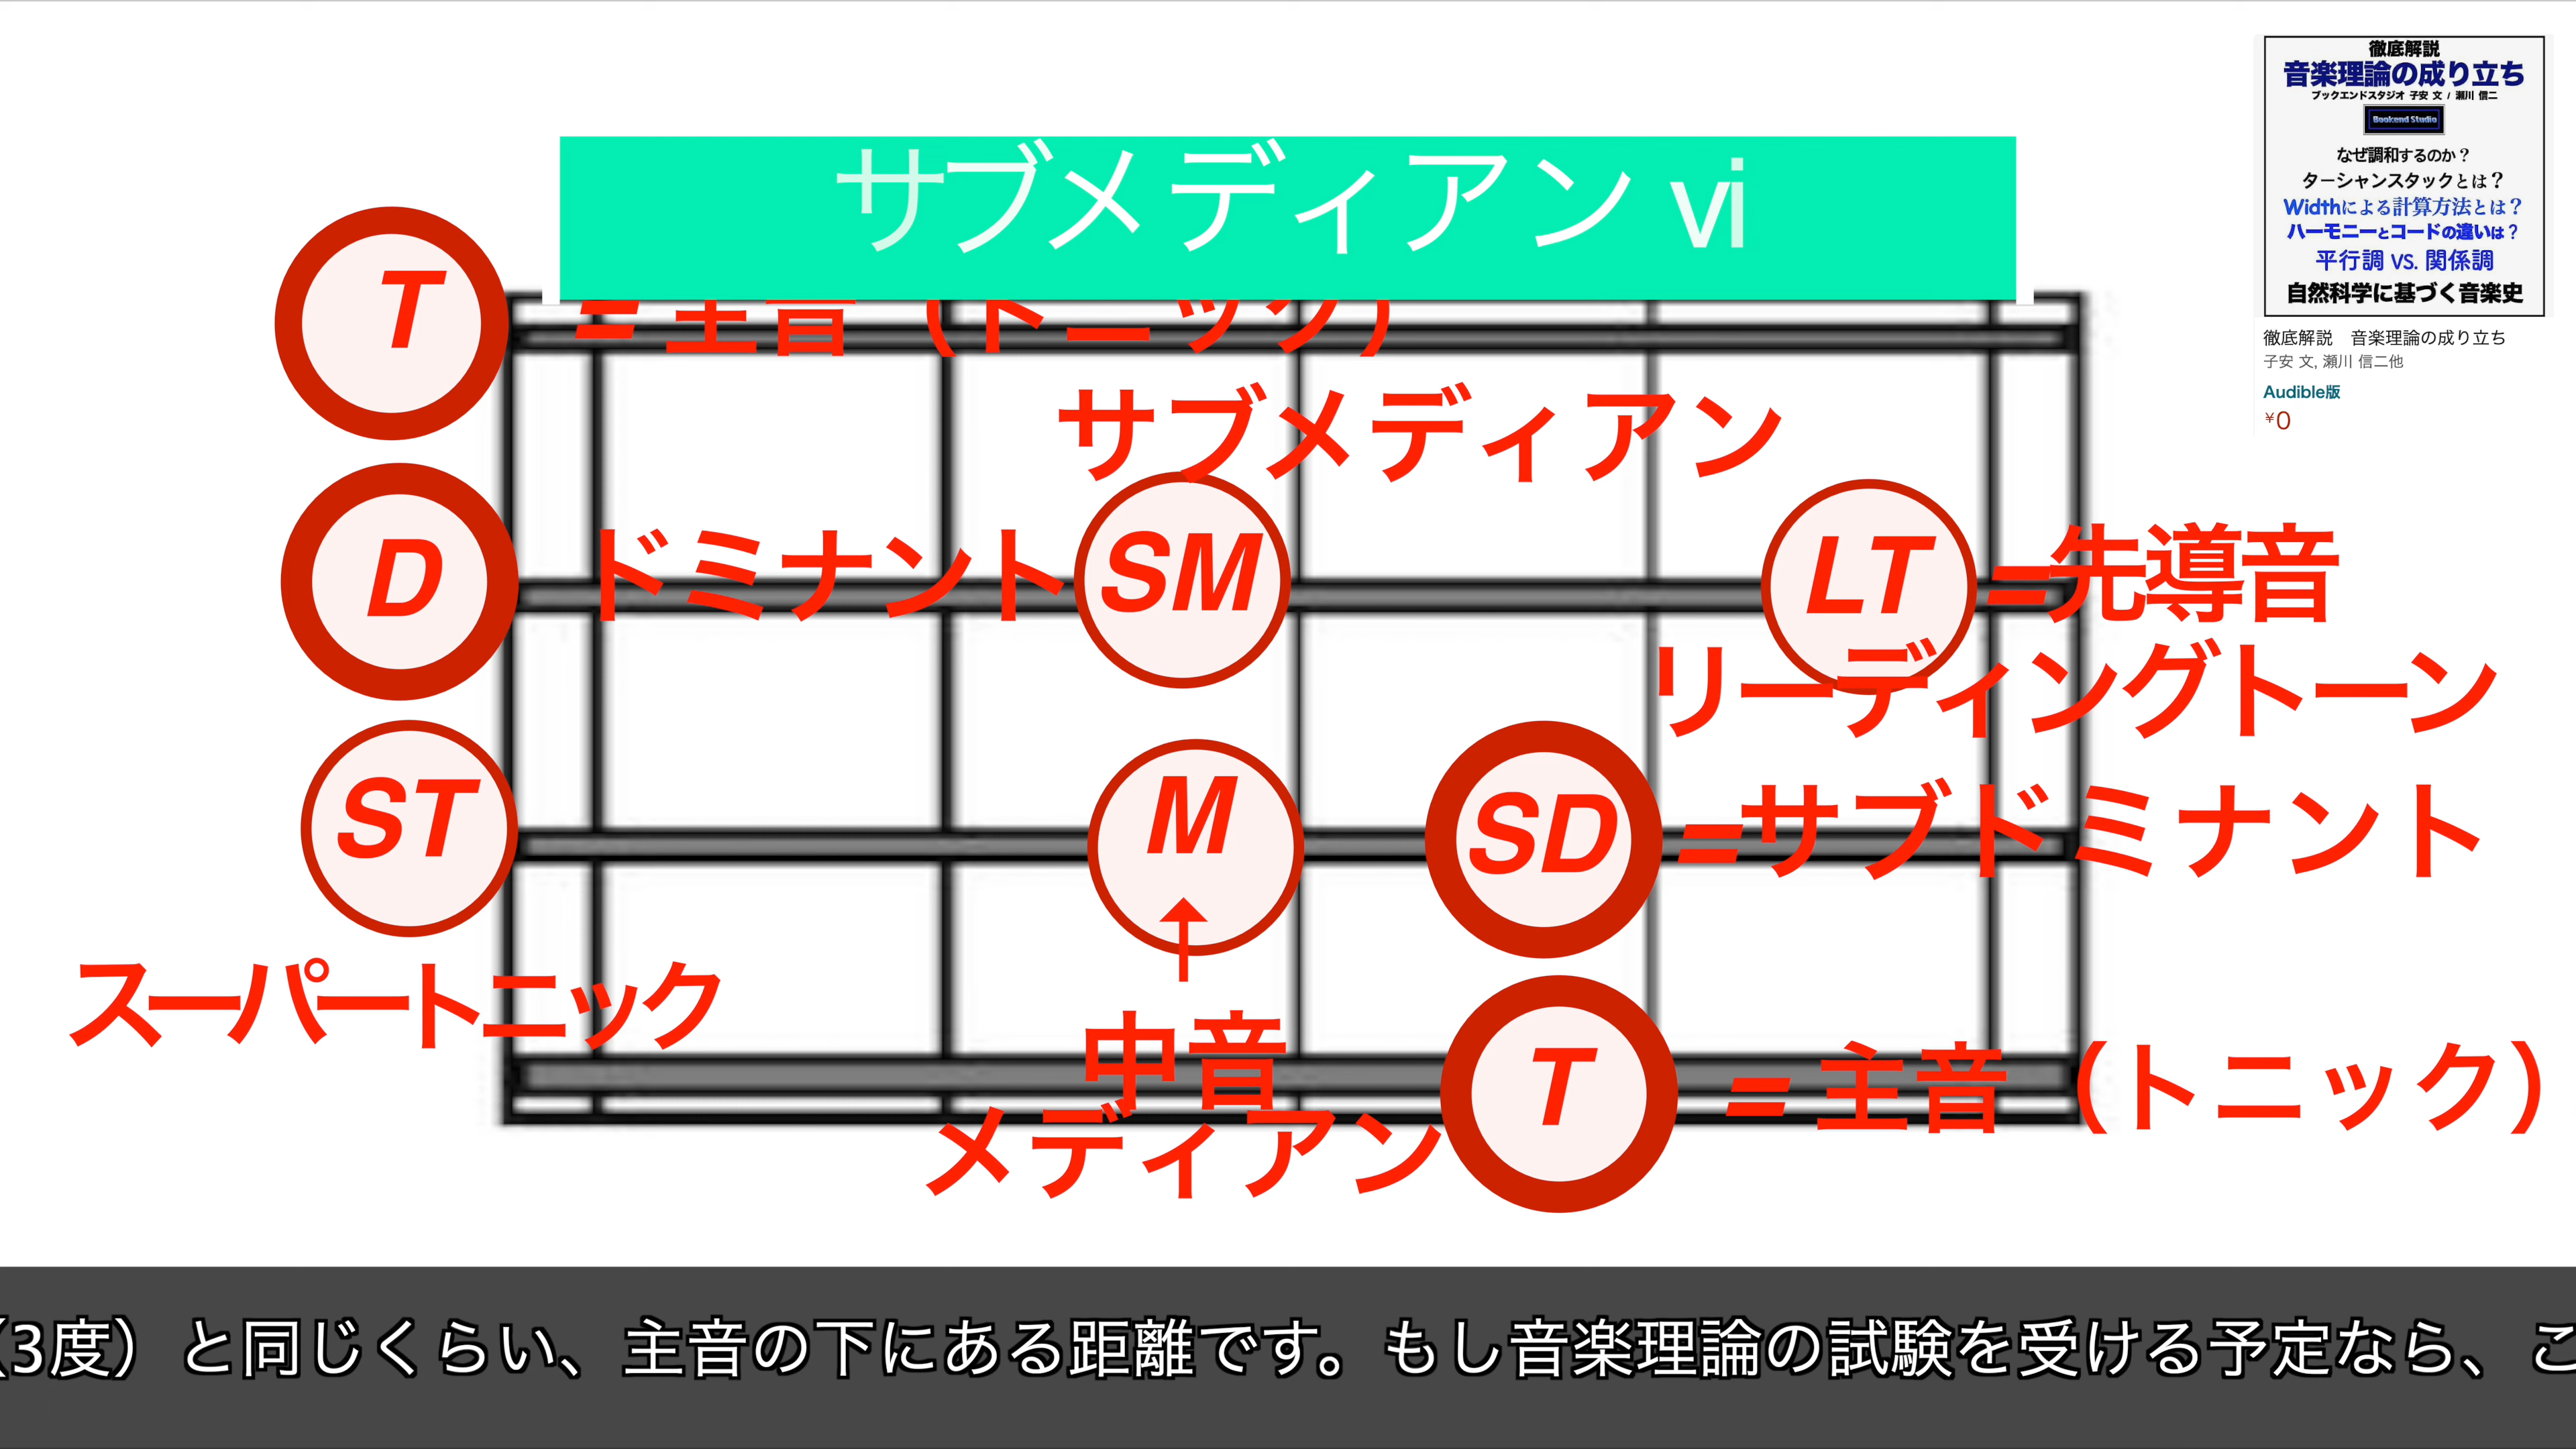 徹底解説
音楽理論の成り立ち
ブックエンドスタジオ 子安 文 / 瀬川 信二
Bookend Studio
なぜ調和するのか？
ターシャンスタックとは？
Widthによる計算方法とは？
ハーモニーとコードの違いは？
平行調 VS. 関係調
自然科学に基づく音楽史
徹底解説　音楽理論の成り立ち
子安 文, 瀬川 信二他
Audible版
¥0
サブメディアン vi
T
=主音（トニック）
サブメディアン
D
ドミナント
SM
LT
=先導音
リーディングトーン
ST
M
SD
=サブドミナント
スーパートニック
中音
メディアン
T
=主音（トニック）
（3度）と同じくらい、主音の下にある距離です。もし音楽理論の試験を受ける予定なら、こ